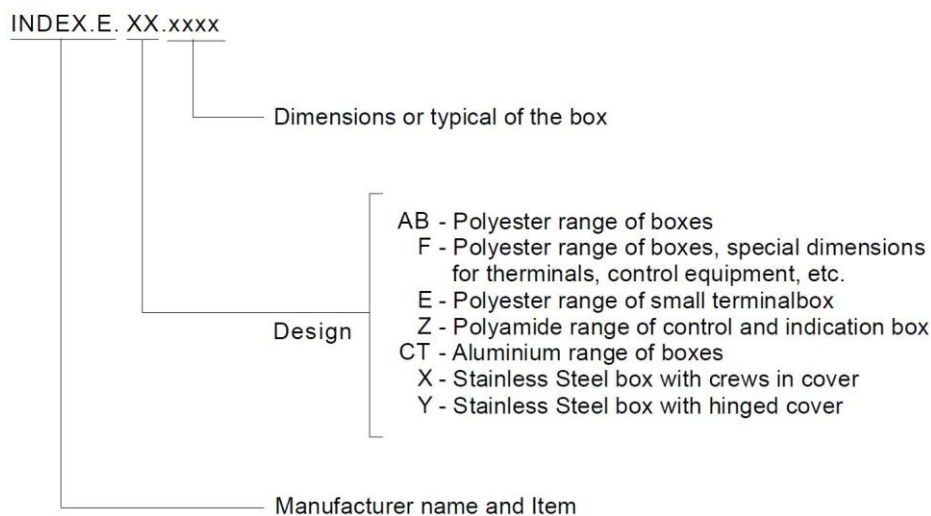 INDEX.E. XX.xxxx
Dimensions or typical of the box
AB - Polyester range of boxes
F - Polyester range of boxes, special dimensions
for therminals, control equipment, etc.
E - Polyester range of small terminalbox
Design
Z - Polyamide range of control and indication box
CT - Aluminium range of boxes
X - Stainless Steel box with crews in cover
Y - Stainless Steel box with hinged cover
Manufacturer name and Item